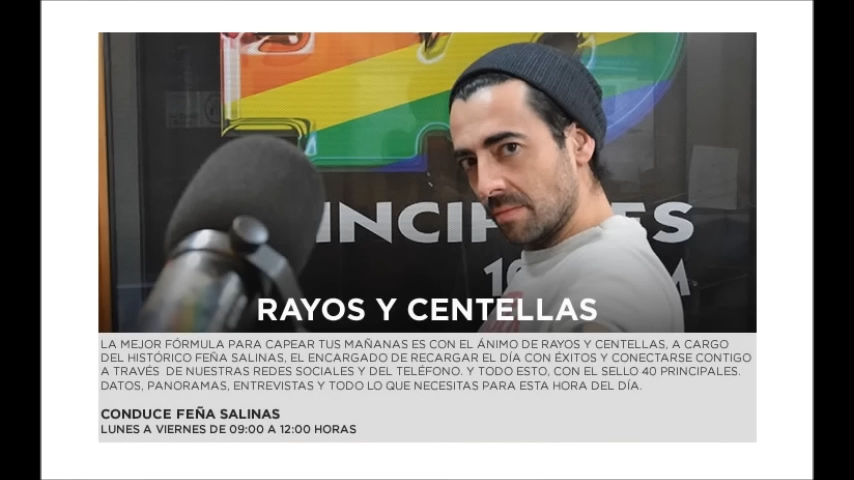 INCIP ES
RAYOS Y CENTELLAS
LA MEJOR FÓRMULA PARA CAPEAR TUS MAÑANAS ES CON EL ÁNIMO DE RAYOS Y CENTELLAS, A CARGO
DEL HISTÓRICO FEÑA SALINAS, EL ENCARGADO DE RECARGAR EL DÍA CON ÉXITOS Y CONECTARSE CONTIGO
A TRAVÉS DE NUESTRAS REDES SOCIALES Y DEL TELÉFONO. Y TODO ESTO, CON EL SELLO 40 PRINCIPALES.
DATOS, PANORAMAS, ENTREVISTAS Y TODO LO QUE NECESITAS PARA ESTA HORA DEL DÍA.
CONDUCE FEÑA SALINAS
LUNES A VIERNES DE 09:00 A 12:00 HORAS